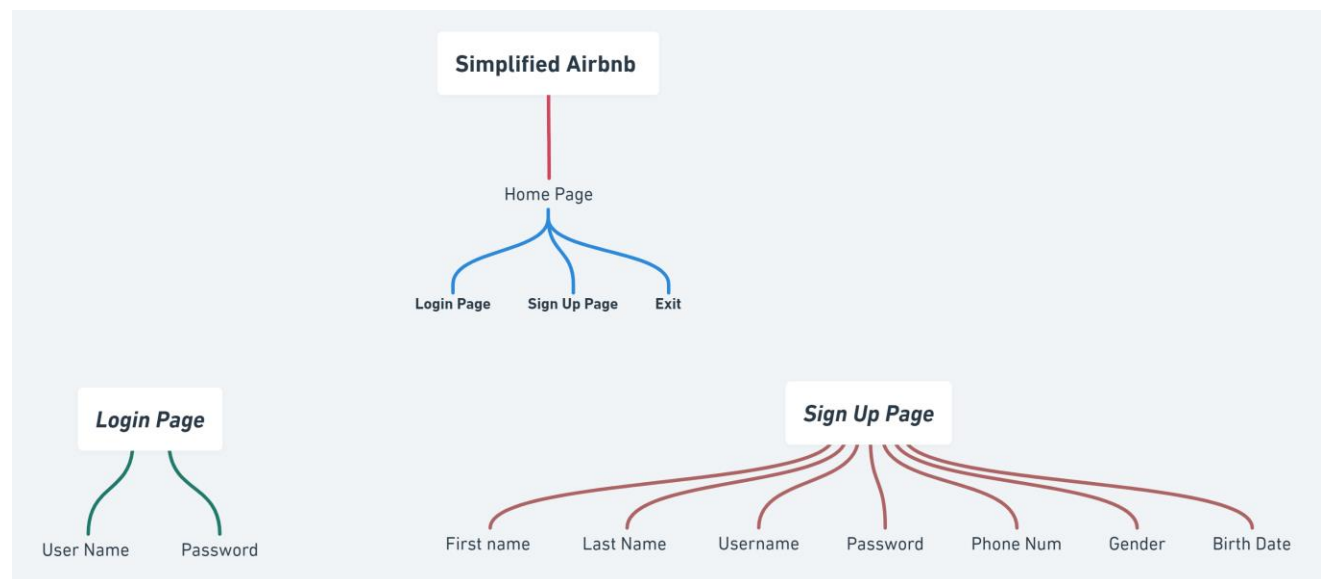 Simplified Airbnb
Home Page
Login Page Sign Up Page Exit
Login Page
Sign Up Page
User Name Password
First name Last Name Username Password Phone Num Gender Birth Date